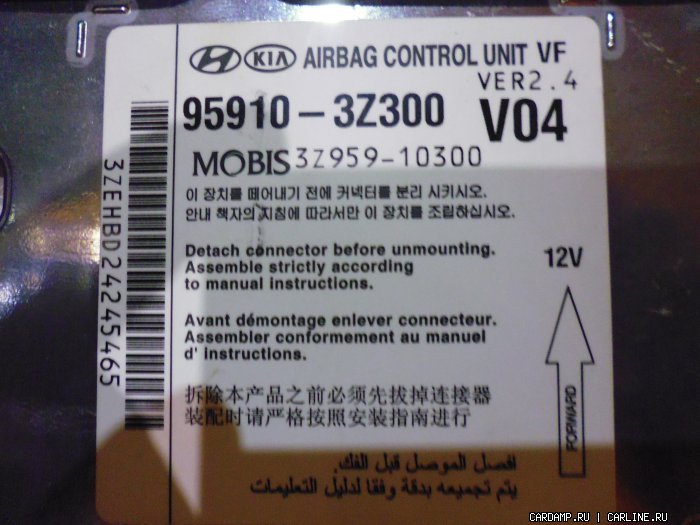 HYUNDAI KIA AIRBAG CONTROL UNIT VF
VER2.4
95910-3Z300 V04
MOBIS 3Z959-10300
이 장치를 떼어내기 전에 커넥터를 분리 시키시오.
안내 책자의 지침에 따라서만 이 장치를 조립하십시오.
Detach connector before unmounting.
Assemble strictly according
to manual instructions.
12V
Avant démontage enlever connecteur.
Assembler conformement au manuel
d' instructions.
拆除本产品之前必须先拔掉连接器
装配时请严格按照安装指南进行
FORWARD
افصل الموصل قبل الفك.
يتم تجميعه بدقة وفقا لدليل التعليمات
3ZEHBD24245465
CARDAMP.RU | CARLINE.RU